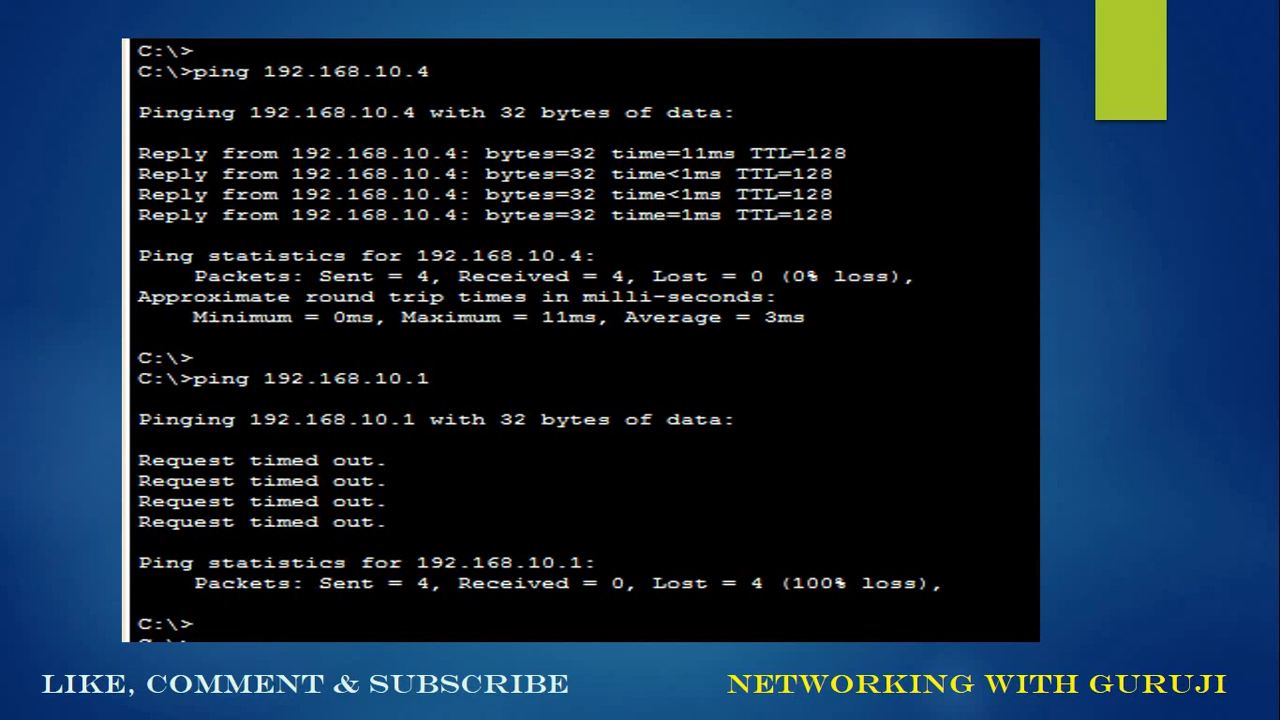 C:\>
C:\>ping 192.168.10.4
Pinging 192.168.10.4 with 32 bytes of data:
Reply from 192.168.10.4: bytes=32 time=11ms TTL=128
Reply from 192.168.10.4: bytes=32 time<1ms TTL=128
Reply from 192.168.10.4: bytes=32 time<1ms TTL=128
Reply from 192.168.10.4: bytes=32 time=1ms TTL=128
Ping statistics for 192.168.10.4:
Packets: Sent = 4, Received = 4, Lost = 0 (0% loss),
Approximate round trip times in milli-seconds:
Minimum = 0ms, Maximum = 11ms, Average = 3ms
C:\>
C:\>ping 192.168.10.1
Pinging 192.168.10.1 with 32 bytes of data:
Request timed out.
Request timed out.
Request timed out.
Request timed out.
Ping statistics for 192.168.10.1:
Packets: Sent = 4, Received = 0, Lost = 4 (100% loss),
C:\>
LIKE, COMMENT & SUBSCRIBE
NETWORKING WITH GURUJI